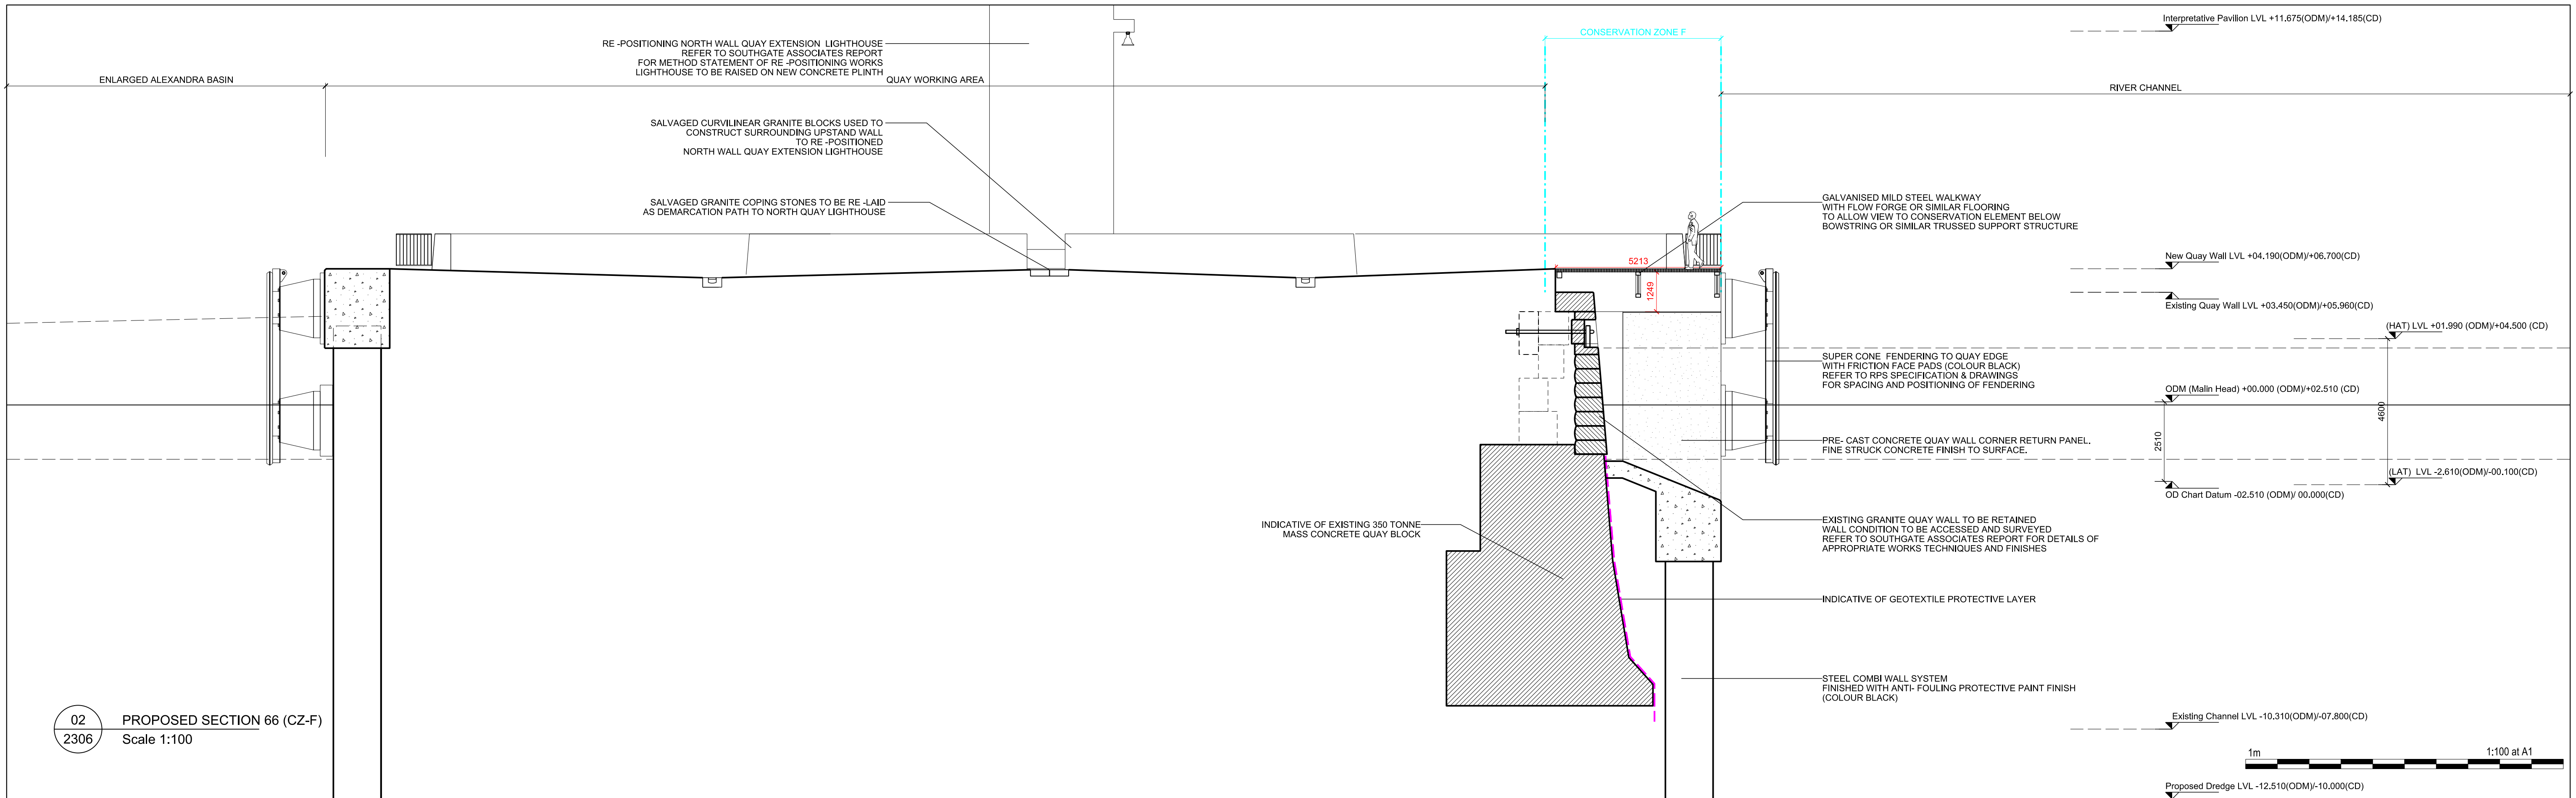 Interpretative Pavilion LVL +11.675(ODM)/+14.185(CD)
CONSERVATION ZONE F
RE -POSITIONING NORTH WALL QUAY EXTENSION LIGHTHOUSE
REFER TO SOUTHGATE ASSOCIATES REPORT
FOR METHOD STATEMENT OF RE -POSITIONING WORKS
LIGHTHOUSE TO BE RAISED ON NEW CONCRETE PLINTH
ENLARGED ALEXANDRA BASIN
QUAY WORKING AREA
RIVER CHANNEL
SALVAGED CURVILINEAR GRANITE BLOCKS USED TO
CONSTRUCT SURROUNDING UPSTAND WALL
TO RE -POSITIONED
NORTH WALL QUAY EXTENSION LIGHTHOUSE
SALVAGED GRANITE COPING STONES TO BE RE -LAID
AS DEMARCATION PATH TO NORTH QUAY LIGHTHOUSE
GALVANISED MILD STEEL WALKWAY
WITH FLOW FORGE OR SIMILAR FLOORING
TO ALLOW VIEW TO CONSERVATION ELEMENT BELOW
BOWSTRING OR SIMILAR TRUSSED SUPPORT STRUCTURE
5213
1249
New Quay Wall LVL +04.190(ODM)/+06.700(CD)
Existing Quay Wall LVL +03.450(ODM)/+05.960(CD)
(HAT) LVL +01.990 (ODM)/+04.500 (CD)
SUPER CONE FENDERING TO QUAY EDGE
WITH FRICTION FACE PADS (COLOUR BLACK)
REFER TO RPS SPECIFICATION & DRAWINGS
FOR SPACING AND POSITIONING OF FENDERING
ODM (Malin Head) +00.000 (ODM)/+02.510 (CD)
4600
2510
PRE- CAST CONCRETE QUAY WALL CORNER RETURN PANEL.
FINE STRUCK CONCRETE FINISH TO SURFACE.
(LAT) LVL -2.610(ODM)/-00.100(CD)
OD Chart Datum -02.510 (ODM)/ 00.000(CD)
INDICATIVE OF EXISTING 350 TONNE
MASS CONCRETE QUAY BLOCK
EXISTING GRANITE QUAY WALL TO BE RETAINED
WALL CONDITION TO BE ACCESSED AND SURVEYED
REFER TO SOUTHGATE ASSOCIATES REPORT FOR DETAILS OF
APPROPRIATE WORKS TECHNIQUES AND FINISHES
INDICATIVE OF GEOTEXTILE PROTECTIVE LAYER
STEEL COMBI WALL SYSTEM
FINISHED WITH ANTI- FOULING PROTECTIVE PAINT FINISH
(COLOUR BLACK)
02
2306
PROPOSED SECTION 66 (CZ-F)
Scale 1:100
Existing Channel LVL -10.310(ODM)/-07.800(CD)
1m
1:100 at A1
Proposed Dredge LVL -12.510(ODM)/-10.000(CD)